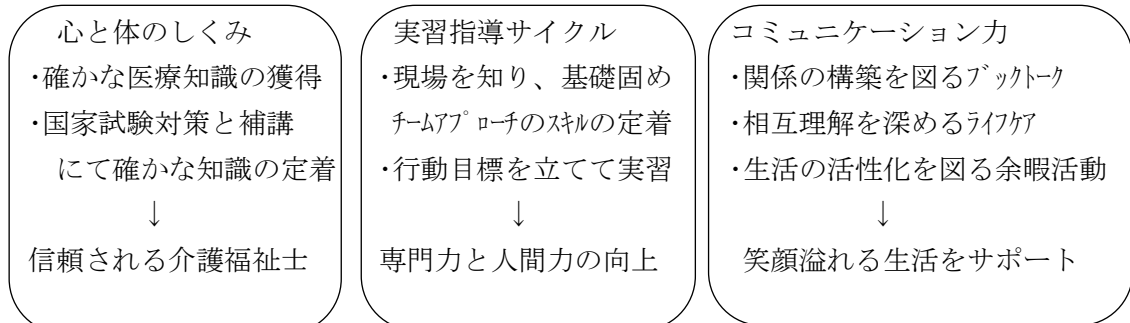 心と体のしくみ
・確かな医療知識の獲得
・国家試験対策と補講
にて確かな知識の定着
↓
信頼される介護福祉士
実習指導サイクル
・現場を知り、基礎固め
ﾁｰﾑｱﾌﾟﾛｰﾁのｽｷﾙの定着
・行動目標を立てて実習
↓
専門力と人間力の向上
コミュニケーション力
・関係の構築を図るﾌﾞｯｸﾄｰｸ
・相互理解を深めるﾗｲﾌｹｱ
・生活の活性化を図る余暇活動
↓
笑顔溢れる生活をサポート